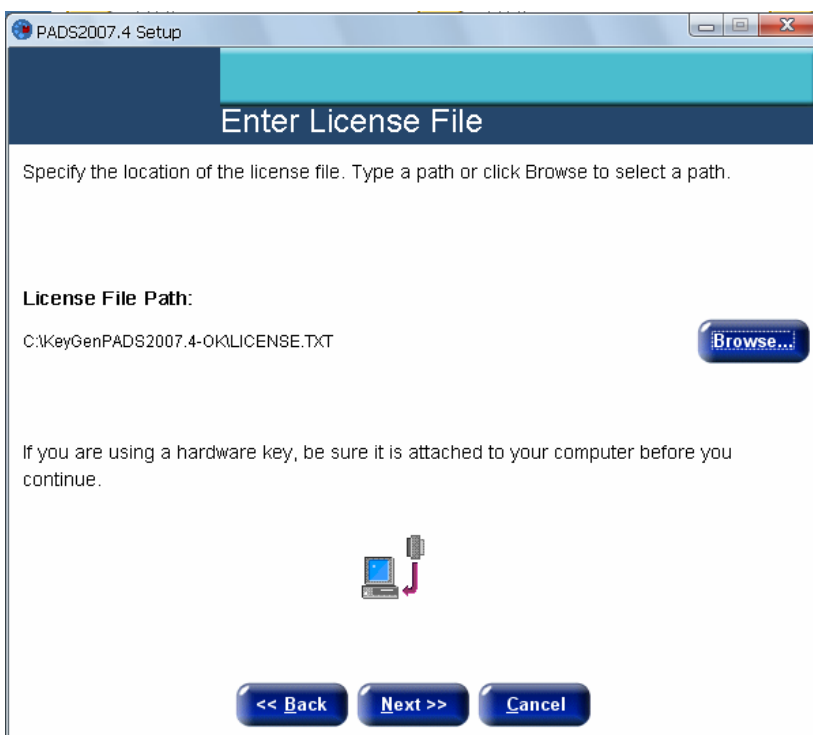 PADS2007.4 Setup
Enter License File
Specify the location of the license file. Type a path or click Browse to select a path.
License File Path:
C:\KeyGenPADS2007.4-OK\LICENSE.TXT
Browse...
If you are using a hardware key, be sure it is attached to your computer before you
continue.
<< Back Next >> Cancel